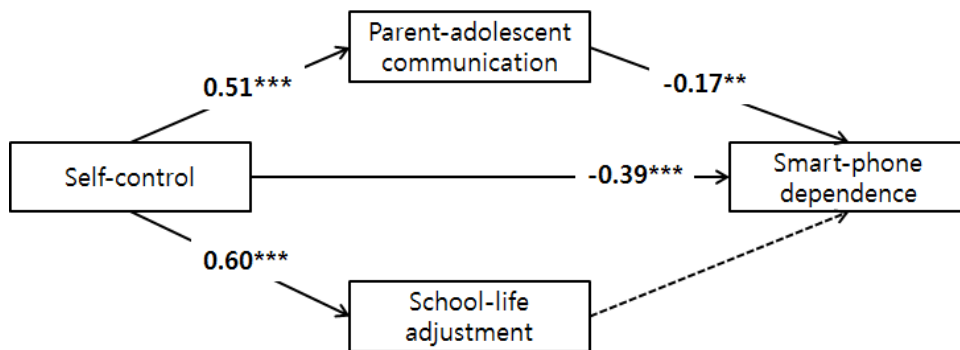 Parent-adolescent
communication
0.51***
-0.17**
Self-control
-0.39***
Smart-phone
dependence
0.60***
School-life
adjustment